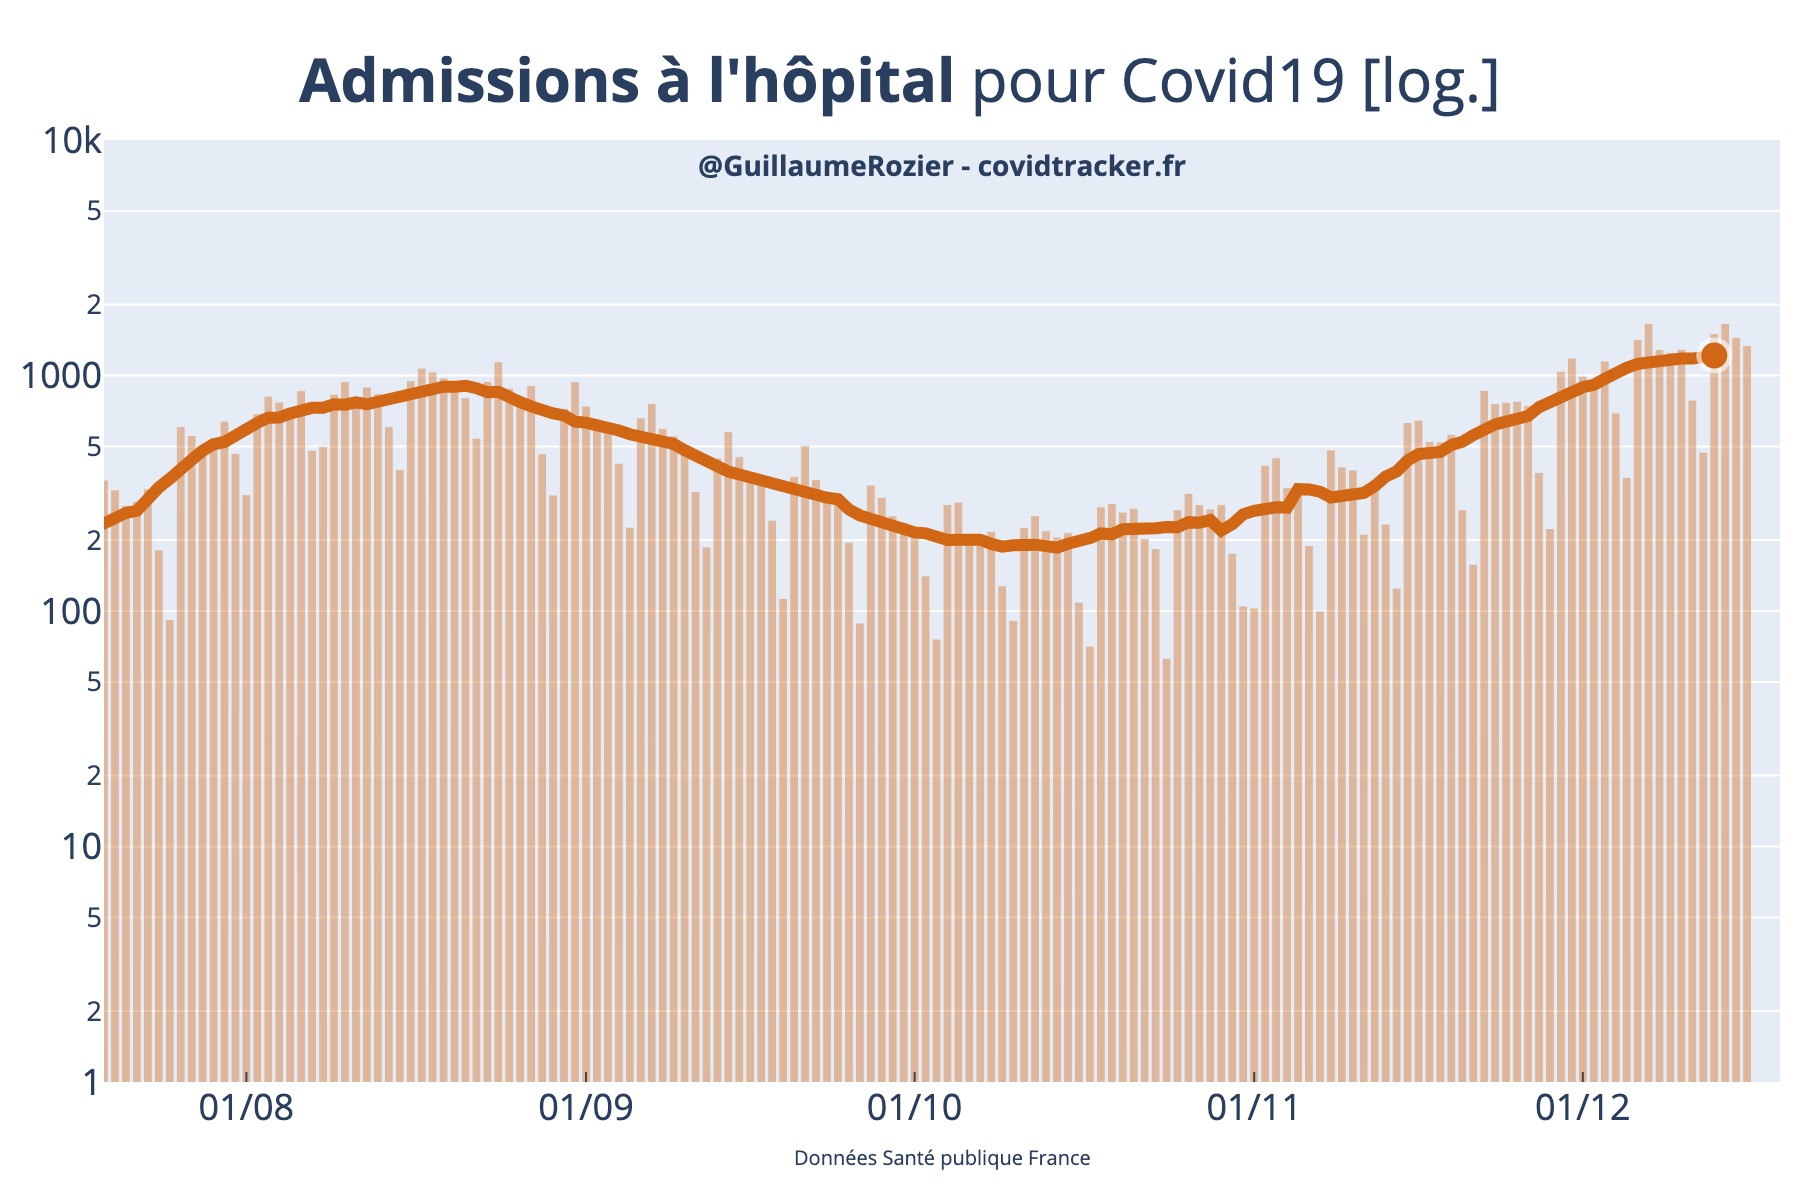 Admissions à l'hôpital pour Covid19 [log.]
@GuillaumeRozier - covidtracker.fr
10k
5
2
1000
5
2
100
5
2
10
5
2
1
01/08 01/09 01/10 01/11 01/12
Données Santé publique France